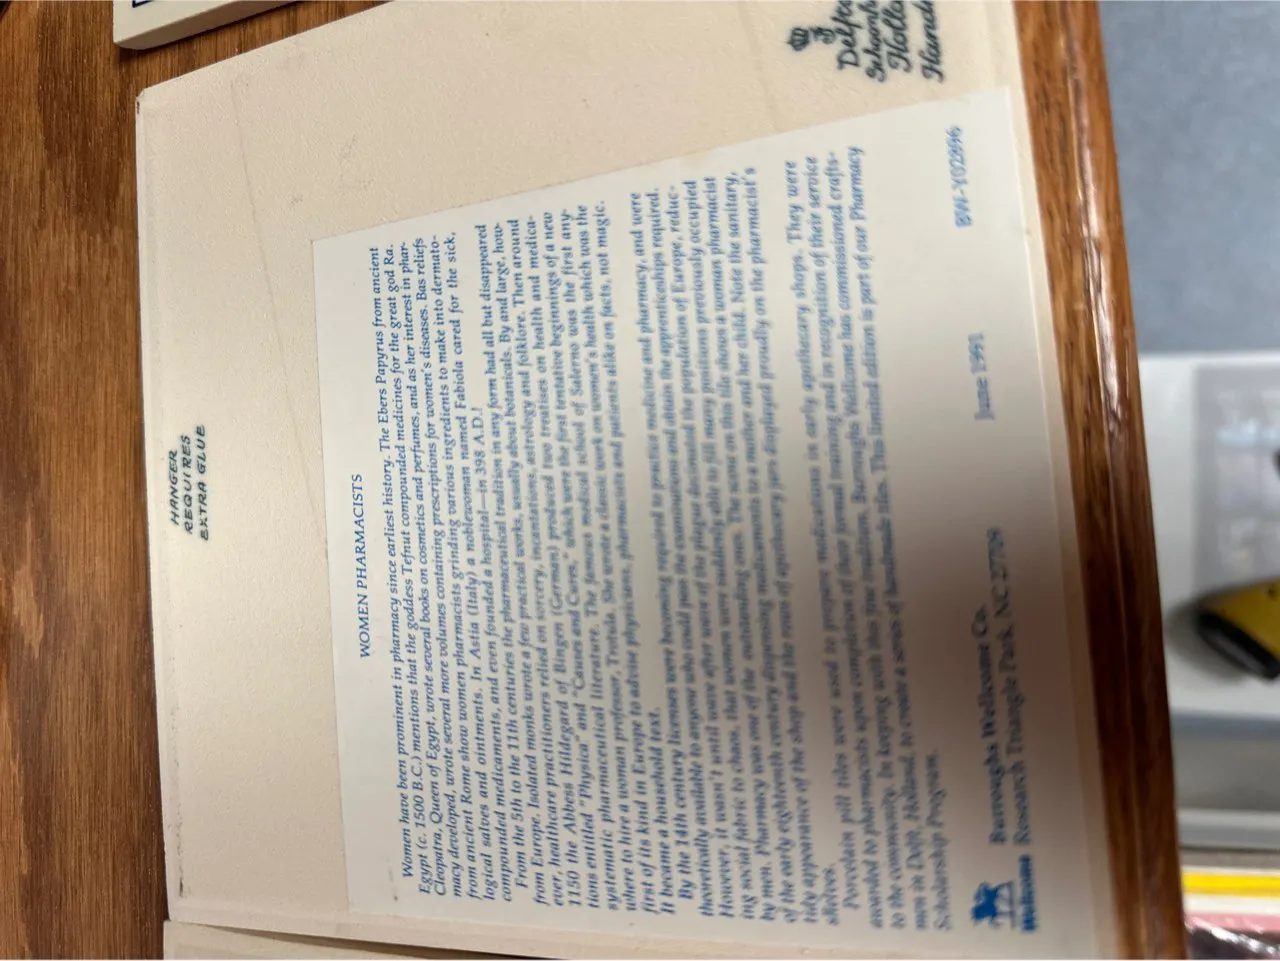 HANGER
REQUIRES
EXTRA GLUE
Delft
Holland
WOMEN PHARMACISTS
Women have been prominent in pharmacy since earliest history. The Ebers Papyrus from ancient
Egypt (c. 1500 B.C.) mentions that the goddess Tefnut compounded medicines for the great god Ra.
Cleopatra, Queen of Egypt, wrote several books on cosmetics and perfumes, and as her interest in phar-
macy developed, wrote several more volumes containing prescriptions for women's diseases. Bas reliefs
from ancient Rome show women pharmacists grinding various ingredients to make into dermato-
logical salves and ointments. In Astia (Italy) a noblewoman named Fabiola cared for the sick,
compounded medicaments, and even founded a hospital—in 398 A.D.!
From the 5th to the 11th centuries the pharmaceutical tradition in any form had all but disappeared
from Europe. Isolated monks wrote a few practical works, usually about botanicals. By and large, how-
ever, healthcare practitioners relied on sorcery, incantations, astrology and folklore. Then around
1150 the Abbess Hildegard of Bingen (German) produced two treatises on health and medica-
tions entitled "Physica" and "Causes and Cures," which were the first tentative beginnings of a new
systematic pharmaceutical literature. The famous medical school of Salerno was the first any-
where to hire a woman professor, Trotula. She wrote a classic work on women's health which was the
first of its kind in Europe to advise physicians, pharmacists and patients alike on facts, not magic.
It became a household text.
By the 14th century licenses were becoming required to practice medicine and pharmacy, and were
theoretically available to anyone who could pass the examinations and obtain the apprenticeships required.
However, it wasn't until wave after wave of the plague decimated the population of Europe, reduc-
ing social fabric to chaos, that women were suddenly able to fill many positions previously occupied
by men. Pharmacy was one of the outstanding ones. The scene on this tile shows a woman pharmacist
of the early eighteenth century dispensing medicaments to a mother and her child. Note the sanitary,
tidy appearance of the shop and the rows of apothecary jars displayed proudly on the pharmacist's
shelves.
Porcelain pill tiles were used to prepare medications in early apothecary shops. They were
awarded to pharmacists upon completion of their formal training and in recognition of their service
to the community. In keeping with this fine tradition, Burroughs Wellcome has commissioned crafts-
men in Delft, Holland, to create a series of handmade tiles. This limited edition is part of our Pharmacy
Scholarship Program.
Wellcome
Burroughs Wellcome Co.
Research Triangle Park, NC 27709
June 1991
BW-Y02896